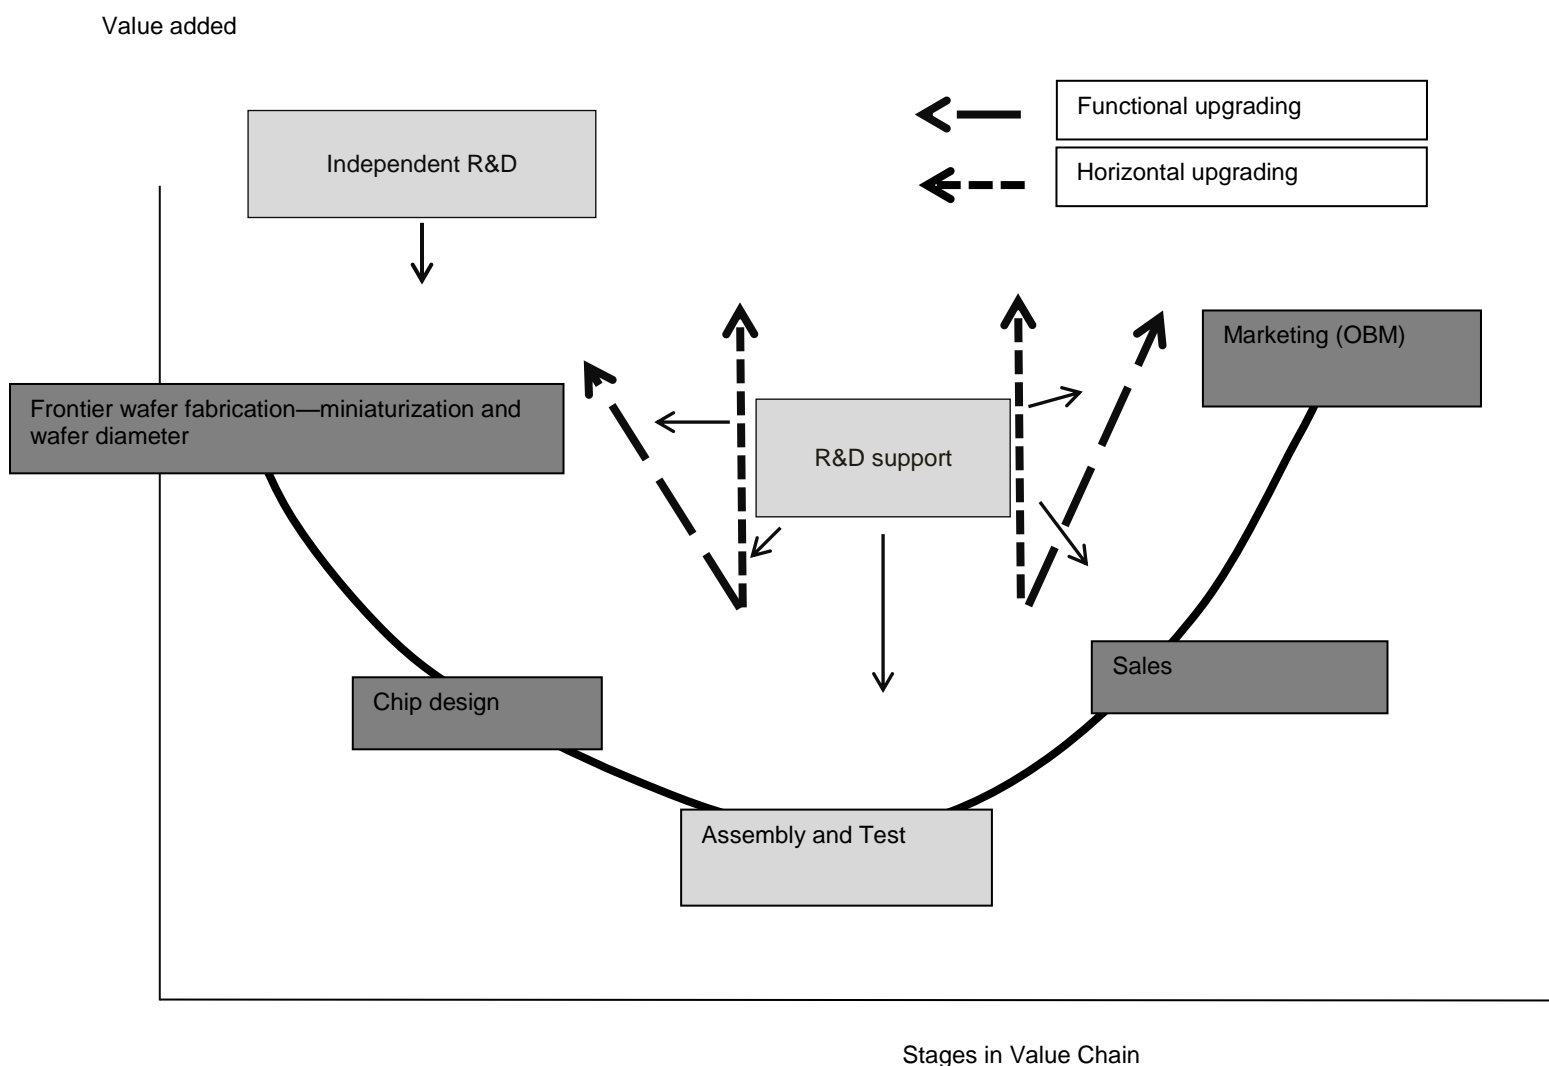 Value added
Functional upgrading
Independent R&D
Horizontal upgrading
Marketing (OBM)
Frontier wafer fabrication—miniaturization and
wafer diameter
R&D support
Sales
Chip design
Assembly and Test
Stages in Value Chain